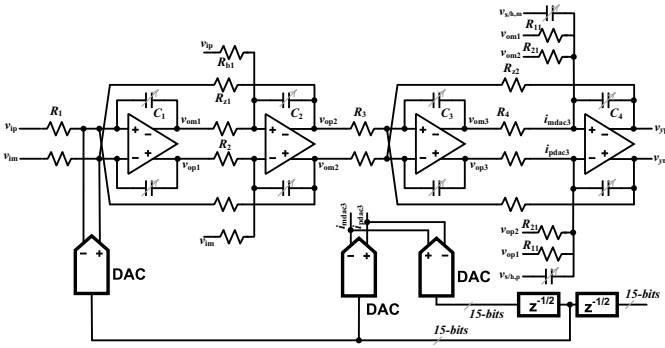 v_s/h,m
v_om1 R_11
v_om2 R_21
v_ip
R_b1
R_z1
R_z2
R_1 C_1 C_2 C_3 C_4
v_om1 v_op2 R_3 v_om3 R_4
v_ip i_mdac3
v_im R_2 i_pdac3
v_op1 v_om2 v_op3
v_im
i_mdac3
i_pdac3
v_op2 R_21
v_op1 R_11
v_s/h,p
DAC
DAC
DAC
z^-1/2
z^-1/2
15-bits
15-bits
15-bits